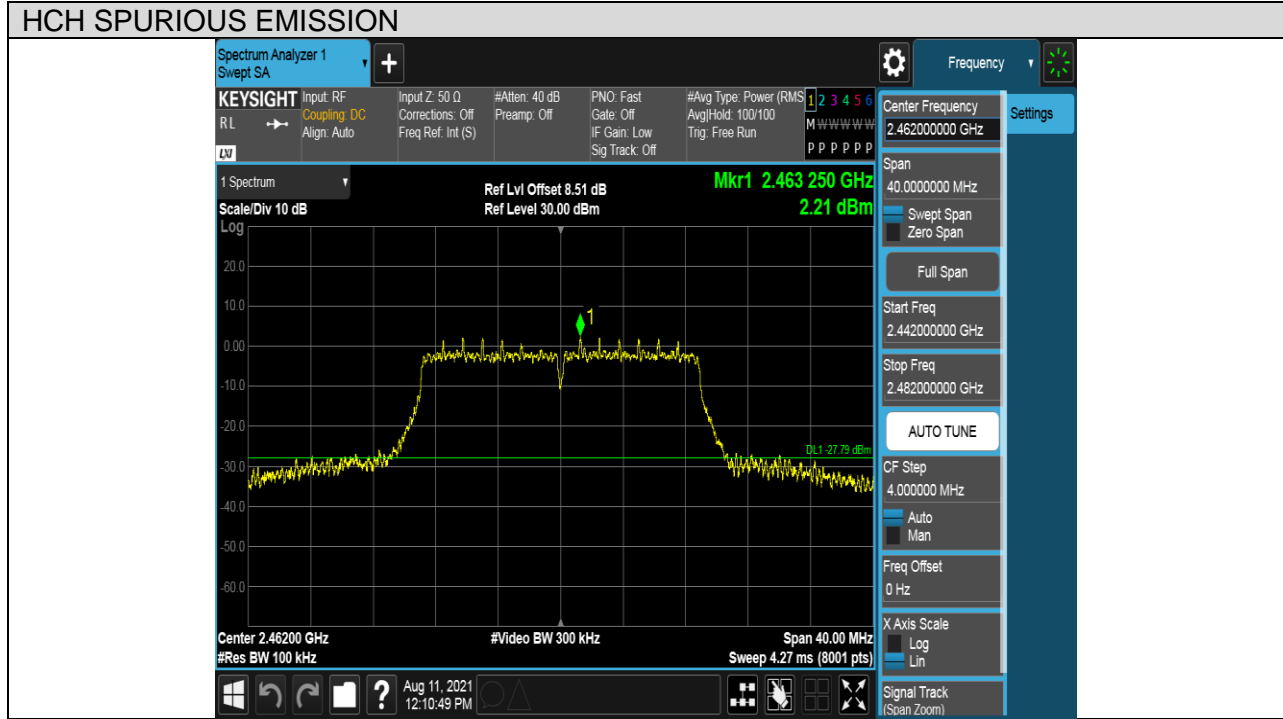 HCH SPURIOUS EMISSION
Spectrum Analyzer 1
Swept SA
+
Frequency
KEYSIGHT
RL
LXI
Input: RF
Coupling: DC
Align: Auto
Input Z: 50 Ω
Corrections: Off
Freq Ref: Int (S)
#Atten: 40 dB
Preamp: Off
PNO: Fast
Gate: Off
IF Gain: Low
Sig Track: Off
#Avg Type: Power (RMS
Avg|Hold: 100/100
Trig: Free Run
1 2 3 4 5 6
M W W W W W
P P P P P P
1 Spectrum
Scale/Div 10 dB
Log
Ref Lvl Offset 8.51 dB
Ref Level 30.00 dBm
Mkr1 2.463 250 GHz
2.21 dBm
20.0
10.0
0.00
-10.0
-20.0
-30.0
-40.0
-50.0
-60.0
1
DL1 -27.79 dBm
Center 2.46200 GHz
#Res BW 100 kHz
#Video BW 300 kHz
Span 40.00 MHz
Sweep 4.27 ms (8001 pts)
?
Aug 11, 2021
12:10:49 PM
Center Frequency
2.462000000 GHz
Settings
Span
40.0000000 MHz
Swept Span
Zero Span
Full Span
Start Freq
2.442000000 GHz
Stop Freq
2.482000000 GHz
AUTO TUNE
CF Step
4.000000 MHz
Auto
Man
Freq Offset
0 Hz
X Axis Scale
Log
Lin
Signal Track
(Span Zoom)